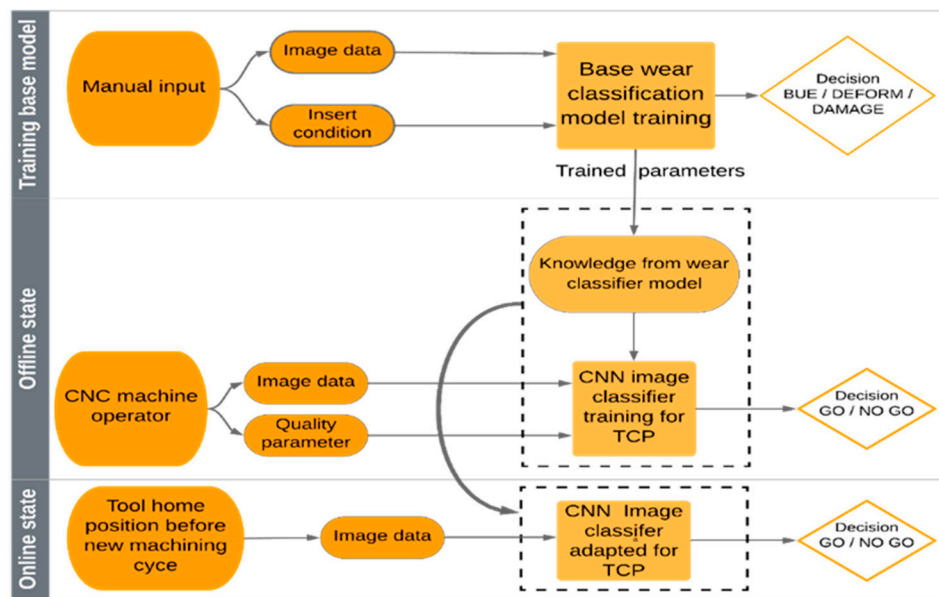 Training base model
Manual input
Image data
Insert
condition
Base wear
classification
model training
Decision
BUE / DEFORM /
DAMAGE
Trained parameters
Offline state
Knowledge from wear
classifier model
CNC machine
operator
Image data
Quality
parameter
CNN image
classifier
training for
TCP
Decision
GO / NO GO
Online state
Tool home
position before
new machining
cyce
Image data
CNN Image
classifer
adapted for
TCP
Decision
GO / NO GO